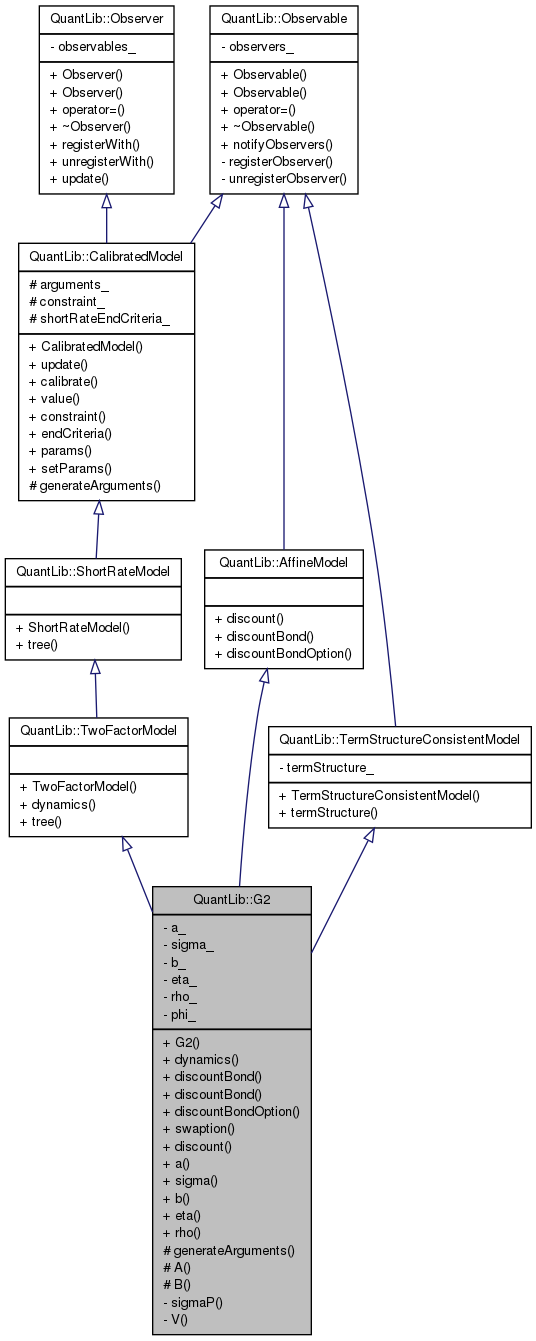 QuantLib::Observer
- observables_
+ Observer()
+ Observer()
+ operator=()
+ ~Observer()
+ registerWith()
+ unregisterWith()
+ update()
QuantLib::Observable
- observers_
+ Observable()
+ Observable()
+ operator=()
+ ~Observable()
+ notifyObservers()
- registerObserver()
- unregisterObserver()
QuantLib::CalibratedModel
# arguments_
# constraint_
# shortRateEndCriteria_
+ CalibratedModel()
+ update()
+ calibrate()
+ value()
+ constraint()
+ endCriteria()
+ params()
+ setParams()
# generateArguments()
QuantLib::ShortRateModel
+ ShortRateModel()
+ tree()
QuantLib::AffineModel
+ discount()
+ discountBond()
+ discountBondOption()
QuantLib::TwoFactorModel
+ TwoFactorModel()
+ dynamics()
+ tree()
QuantLib::TermStructureConsistentModel
- termStructure_
+ TermStructureConsistentModel()
+ termStructure()
QuantLib::G2
- a_
- sigma_
- b_
- eta_
- rho_
- phi_
+ G2()
+ dynamics()
+ discountBond()
+ discountBond()
+ discountBondOption()
+ swaption()
+ discount()
+ a()
+ sigma()
+ b()
+ eta()
+ rho()
# generateArguments()
# A()
# B()
- sigmaP()
- V()